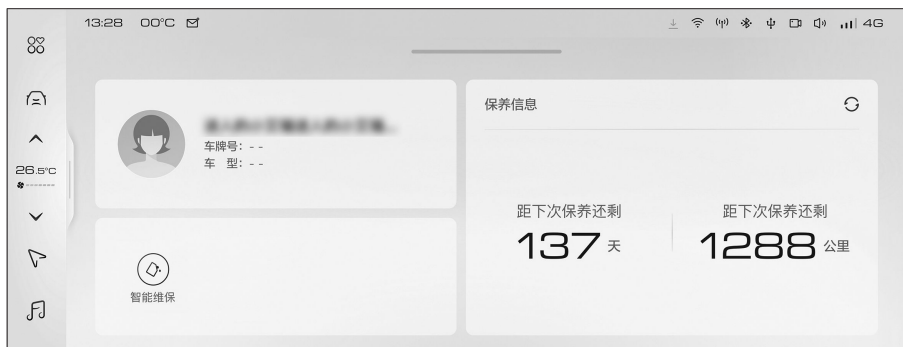 13:28 00°C 4G
26.5°C
车牌号：- -
车 型：- -
智能维保
保养信息
距下次保养还剩
137 天
距下次保养还剩
1288 公里